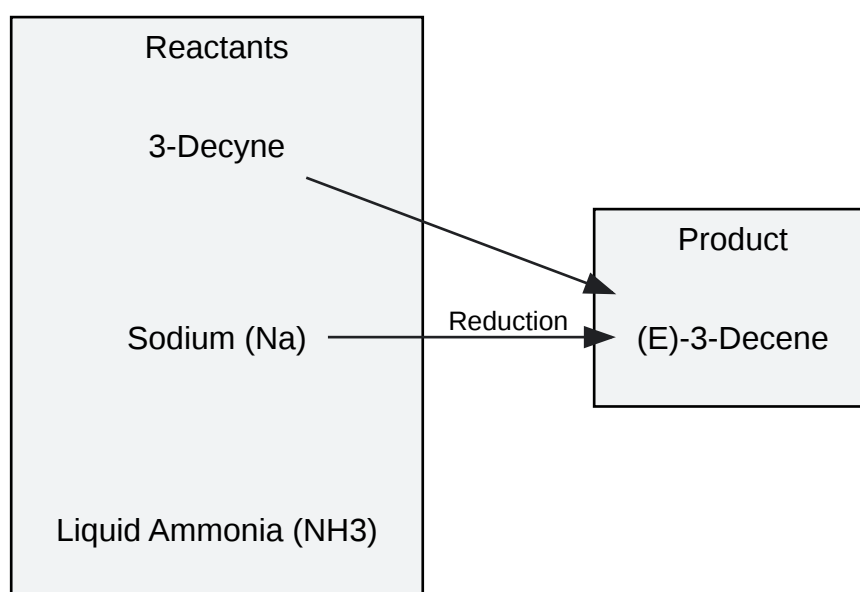 Reactants
3-Decyne
Product
Reduction
Sodium (Na)
(E)-3-Decene
Liquid Ammonia (NH3)